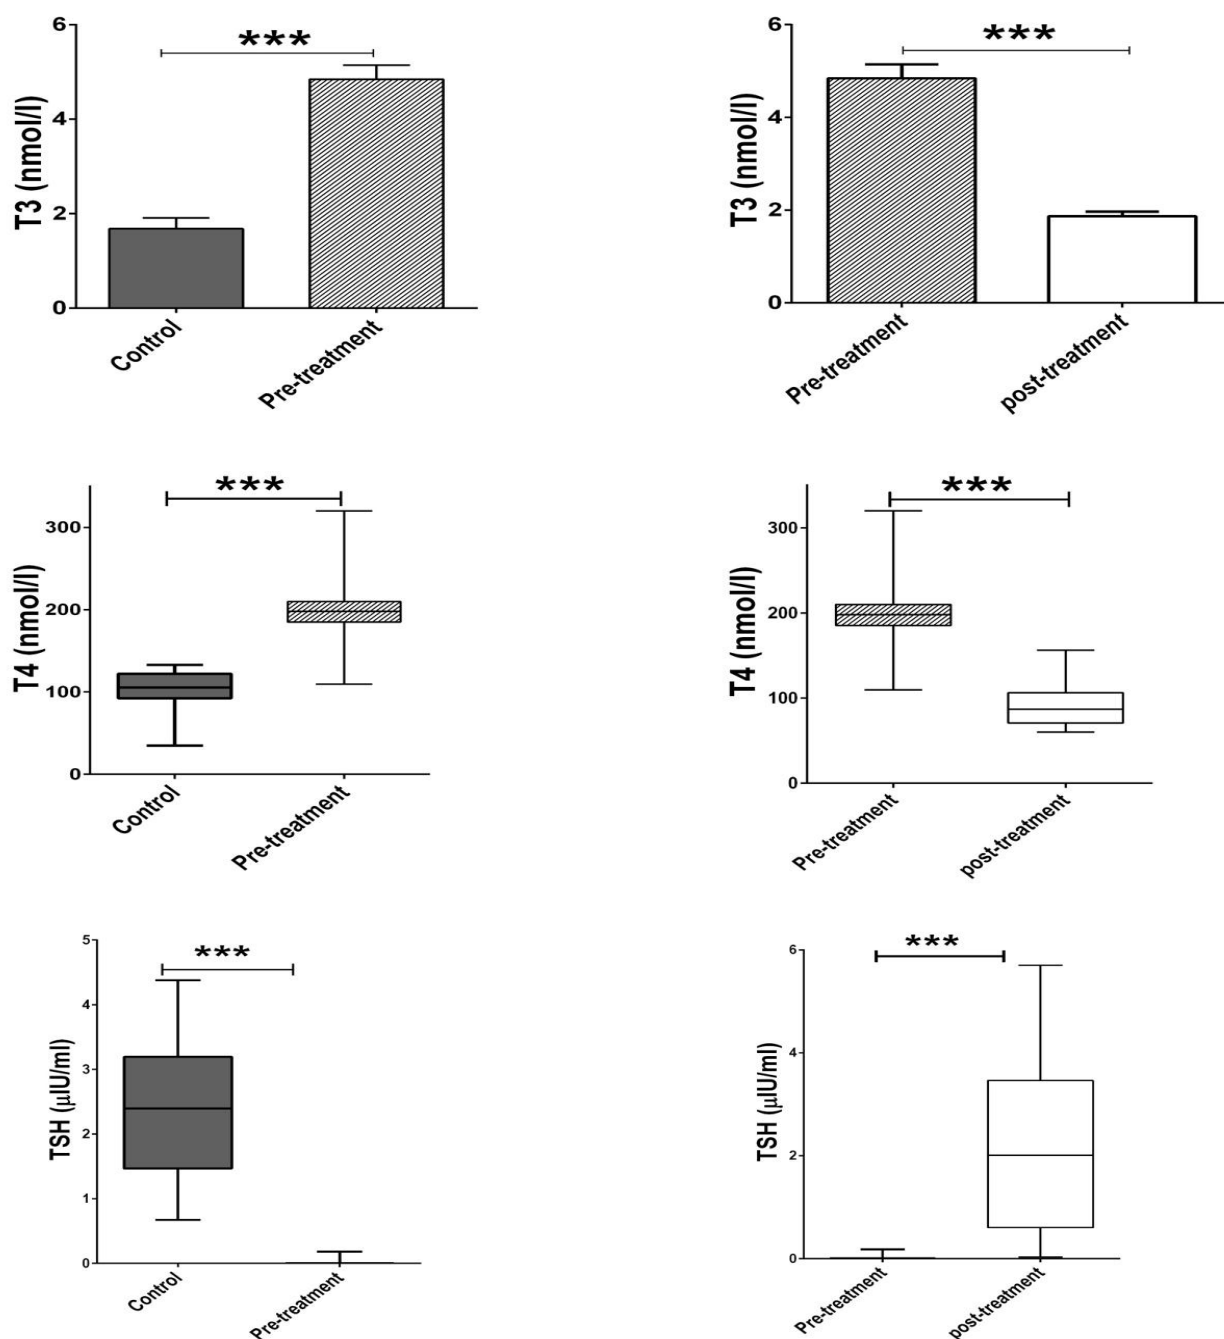 6
4
2
0
T3 (nmol/l)
***
Control
Pre-treatment
6
4
2
0
T3 (nmol/l)
***
Pre-treatment
post-treatment
300
200
100
0
T4 (nmol/l)
***
Control
Pre-treatment
300
200
100
0
T4 (nmol/l)
***
Pre-treatment
post-treatment
5
4
3
2
1
0
TSH (μIU/ml)
***
Control
Pre-treatment
6
4
2
0
TSH (μIU/ml)
***
Pre-treatment
post-treatment